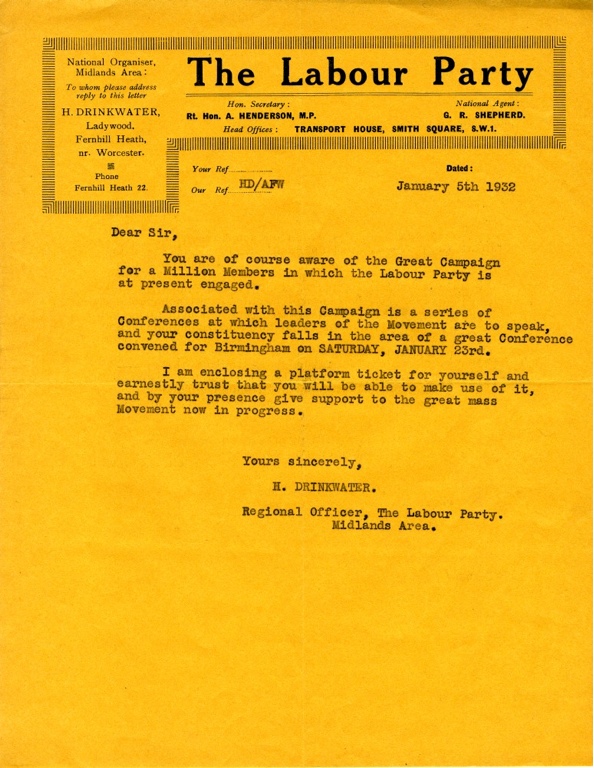 National Organiser,
Midlands Area:
To whom please address
reply to this letter
H. DRINKWATER,
Ladywood,
Fernhill Heath,
nr. Worcester.
Phone
Fernhill Heath 22.
The Labour Party
Hon. Secretary: National Agent:
Rt. Hon. A. HENDERSON, M.P. G. R. SHEPHERD.
Head Offices: TRANSPORT HOUSE, SMITH SQUARE, S.W.1.
Your Ref. Dated:
Our Ref. HD/AFW January 5th 1932
Dear Sir,
You are of course aware of the Great Campaign
for a Million Members in which the Labour Party is
at present engaged.
Associated with this Campaign is a series of
Conferences at which leaders of the Movement are to speak,
and your constituency falls in the area of a great Conference
convened for Birmingham on SATURDAY, JANUARY 23rd.
I am enclosing a platform ticket for yourself and
earnestly trust that you will be able to make use of it,
and by your presence give support to the great mass
Movement now in progress.
Yours sincerely,
H. DRINKWATER.
Regional Officer, The Labour Party.
Midlands Area.